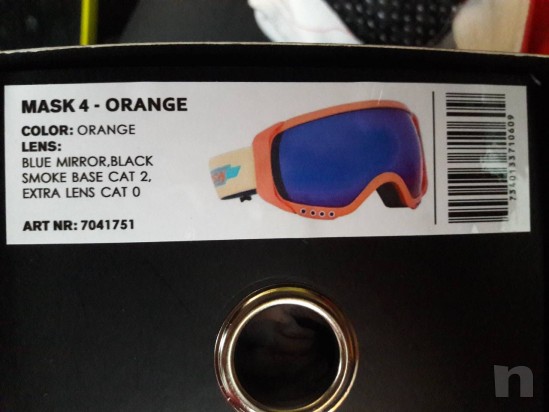 MASK 4 - ORANGE
COLOR: ORANGE
LENS:
BLUE MIRROR,BLACK
SMOKE BASE CAT 2,
EXTRA LENS CAT 0
ART NR: 7041751
7340133710609
n